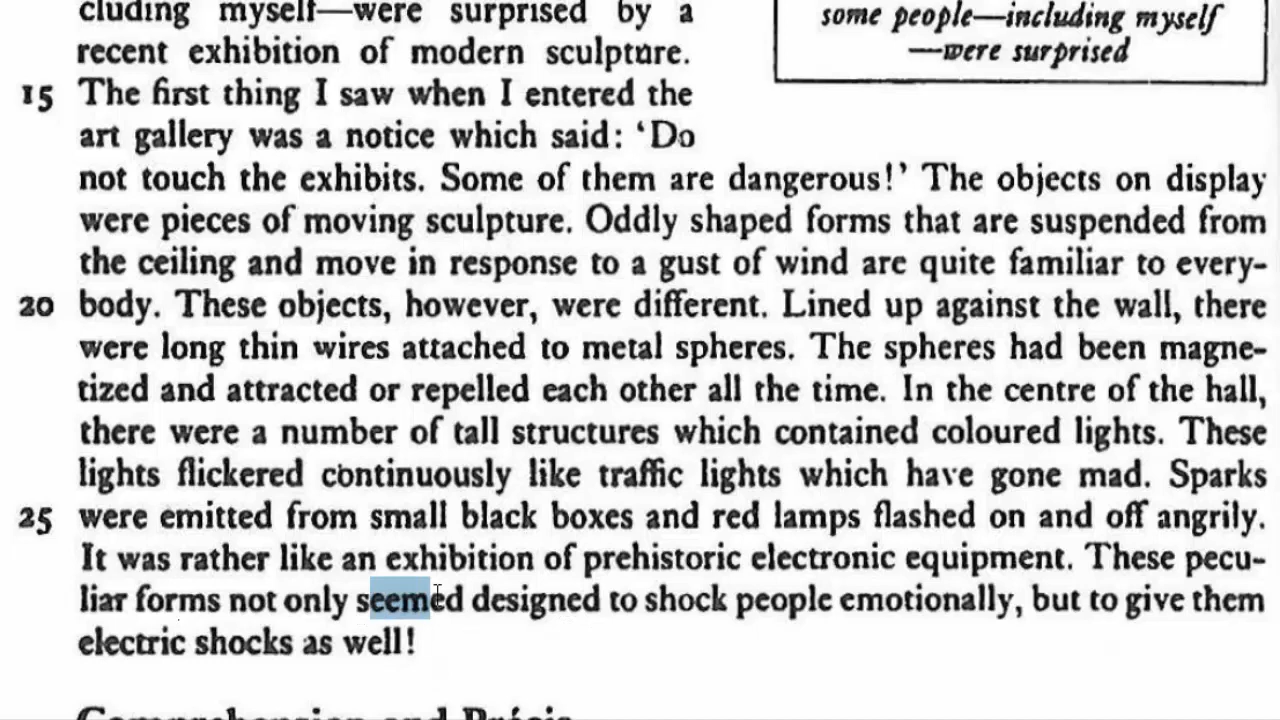 cluding myself—were surprised by a
recent exhibition of modern sculpture.
some people—including myself
—were surprised
15 The first thing I saw when I entered the
art gallery was a notice which said: ‘Do
not touch the exhibits. Some of them are dangerous!’ The objects on display
were pieces of moving sculpture. Oddly shaped forms that are suspended from
the ceiling and move in response to a gust of wind are quite familiar to every-
20 body. These objects, however, were different. Lined up against the wall, there
were long thin wires attached to metal spheres. The spheres had been magne-
tized and attracted or repelled each other all the time. In the centre of the hall,
there were a number of tall structures which contained coloured lights. These
lights flickered continuously like traffic lights which have gone mad. Sparks
25 were emitted from small black boxes and red lamps flashed on and off angrily.
It was rather like an exhibition of prehistoric electronic equipment. These pecu-
liar forms not only seemed designed to shock people emotionally, but to give them
electric shocks as well!
Comprehension and Précis